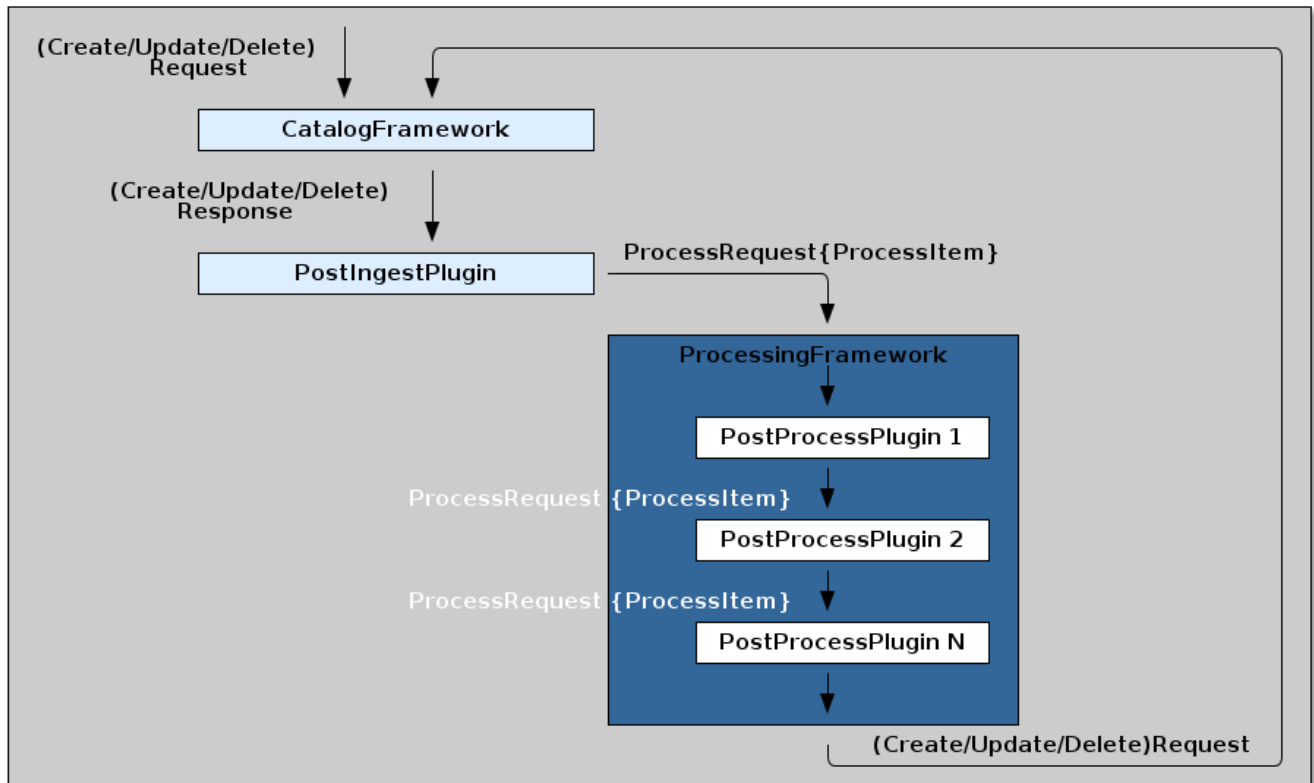 (Create/Update/Delete)
Request
CatalogFramework
(Create/Update/Delete)
Response
PostIngestPlugin
ProcessRequest{ProcessItem}
ProcessingFramework
PostProcessPlugin 1
ProcessRequest {ProcessItem}
PostProcessPlugin 2
ProcessRequest {ProcessItem}
PostProcessPlugin N
(Create/Update/Delete)Request